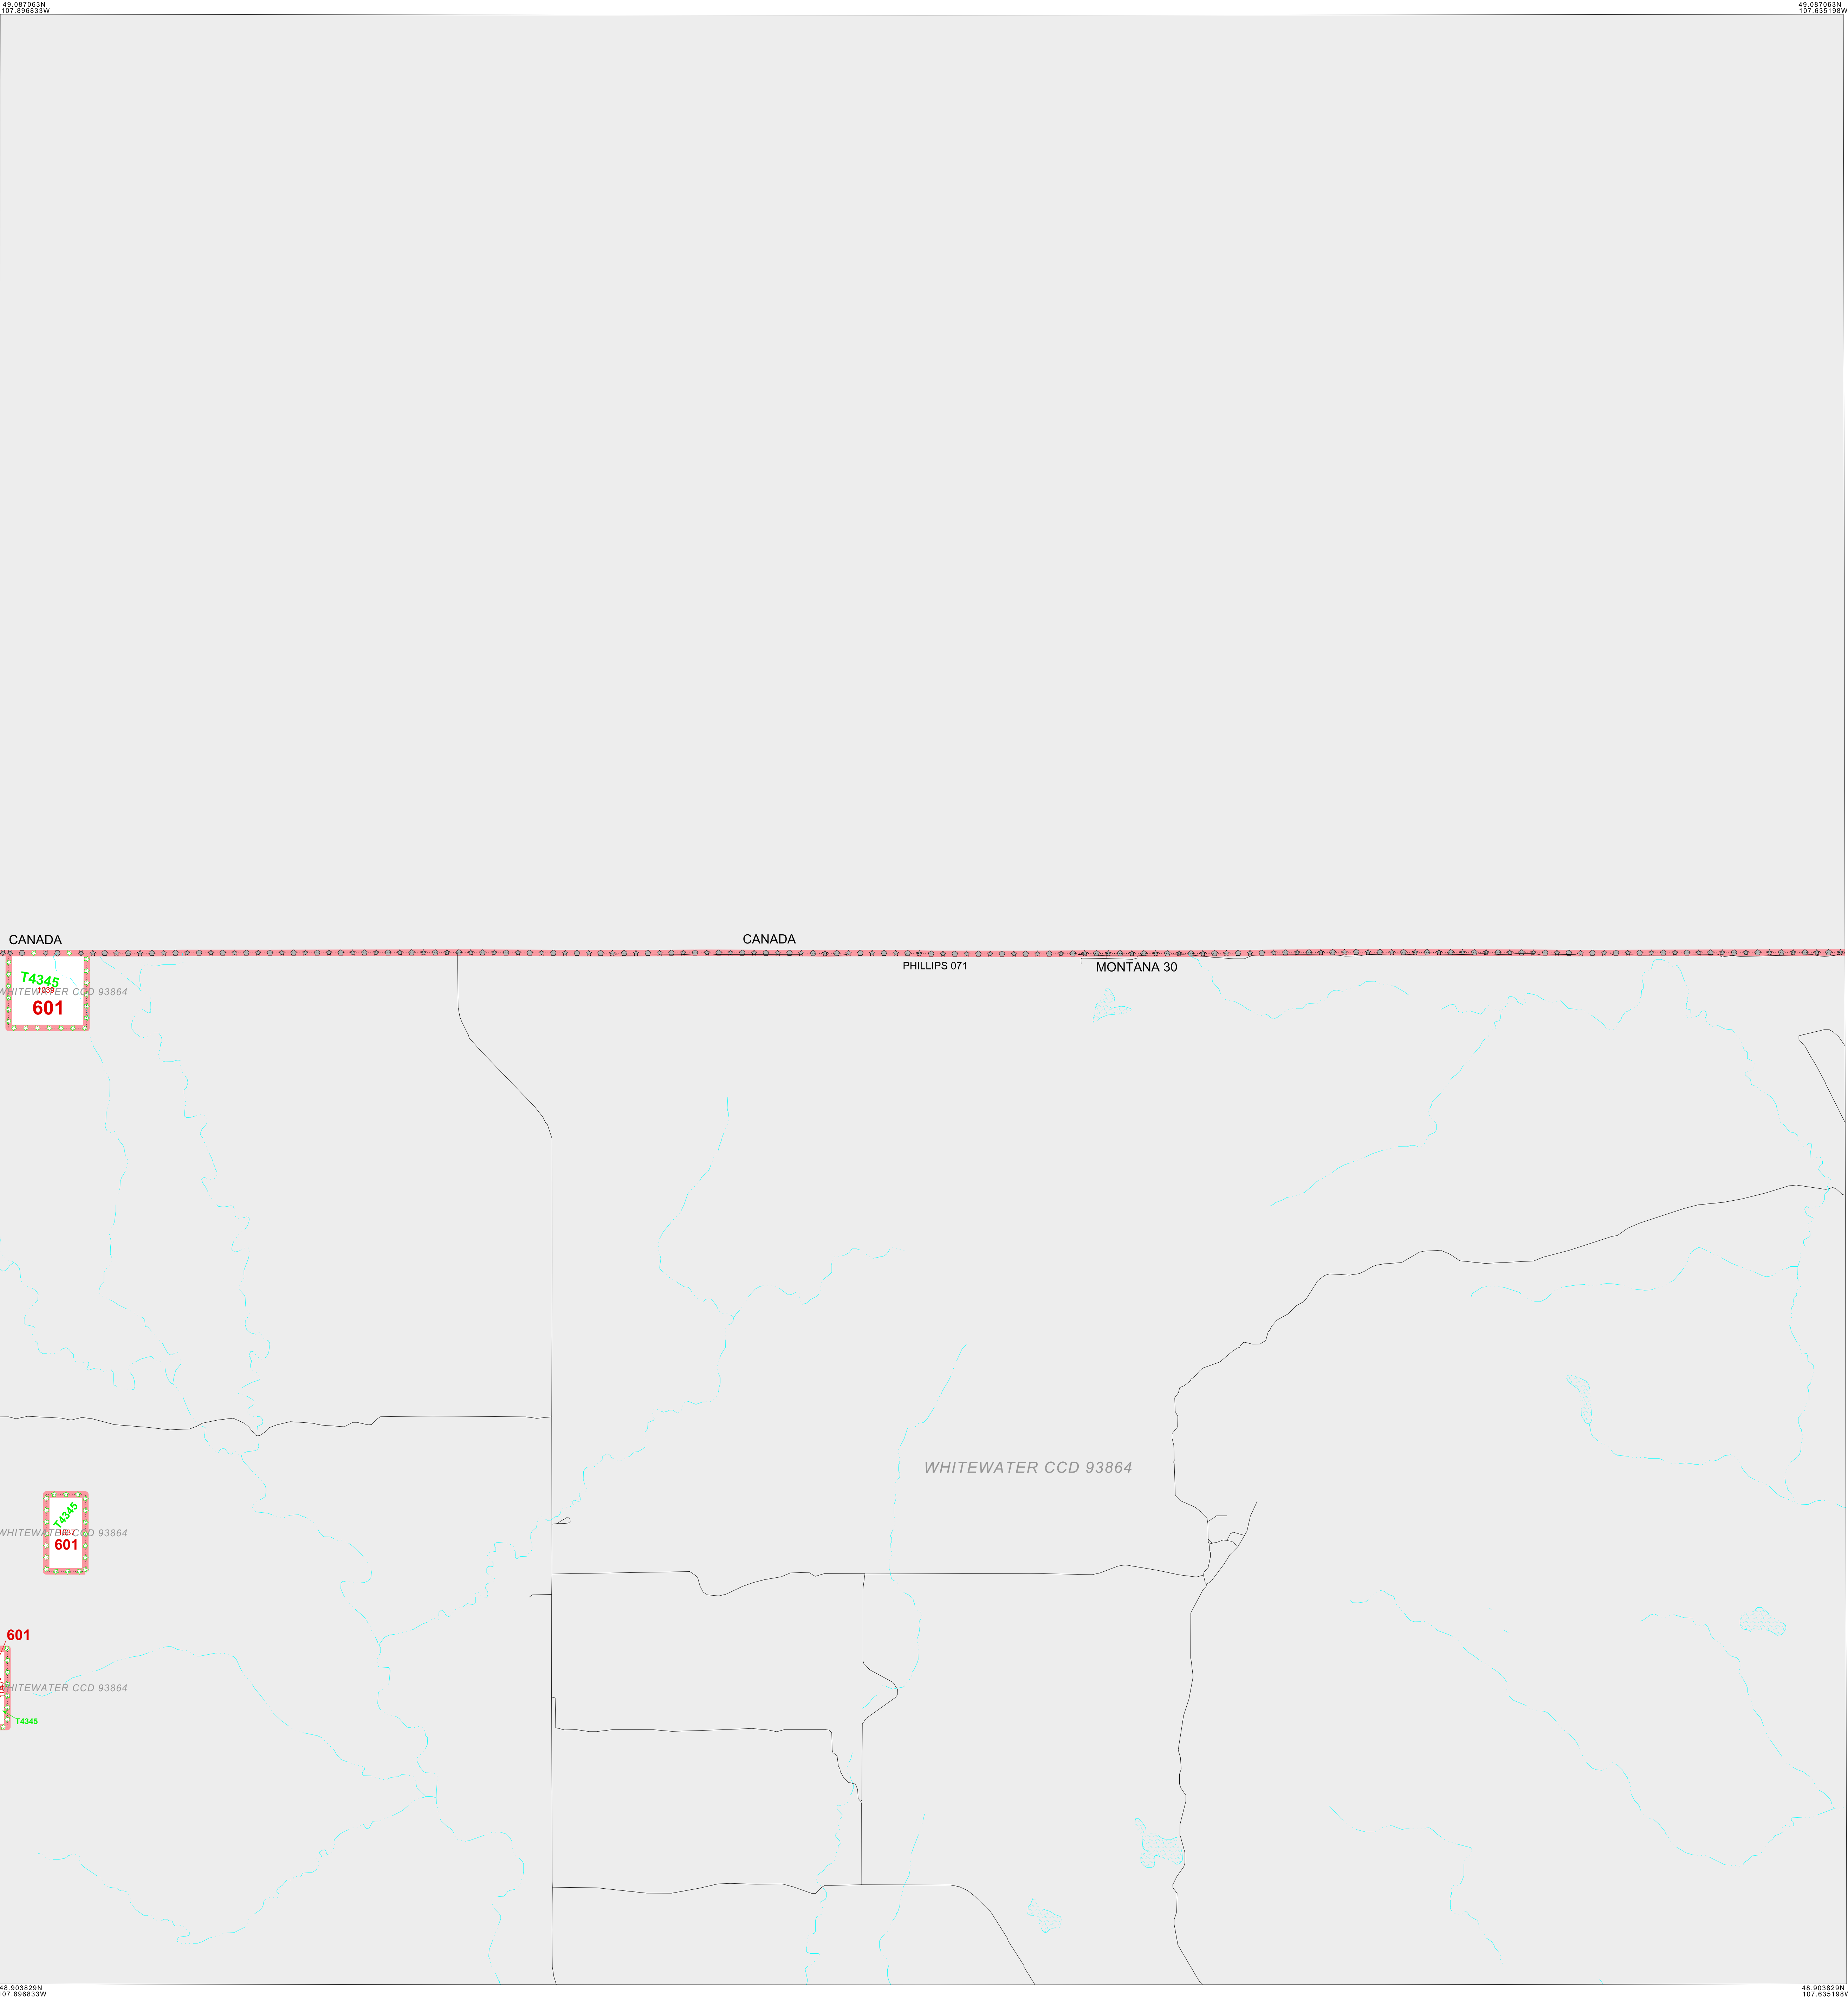 49.087063N
107.896833W
49.087063N
107.635198W
CANADA
CANADA
PHILLIPS 071
MONTANA 30
T4345
1039
WHITEWATER CCD 93864
601
WHITEWATER CCD 93864
T4345
1037
WHITEWATER CCD 93864
601
601
WHITEWATER CCD 93864
T4345
48.903829N
107.896833W
48.903829N
107.635198W